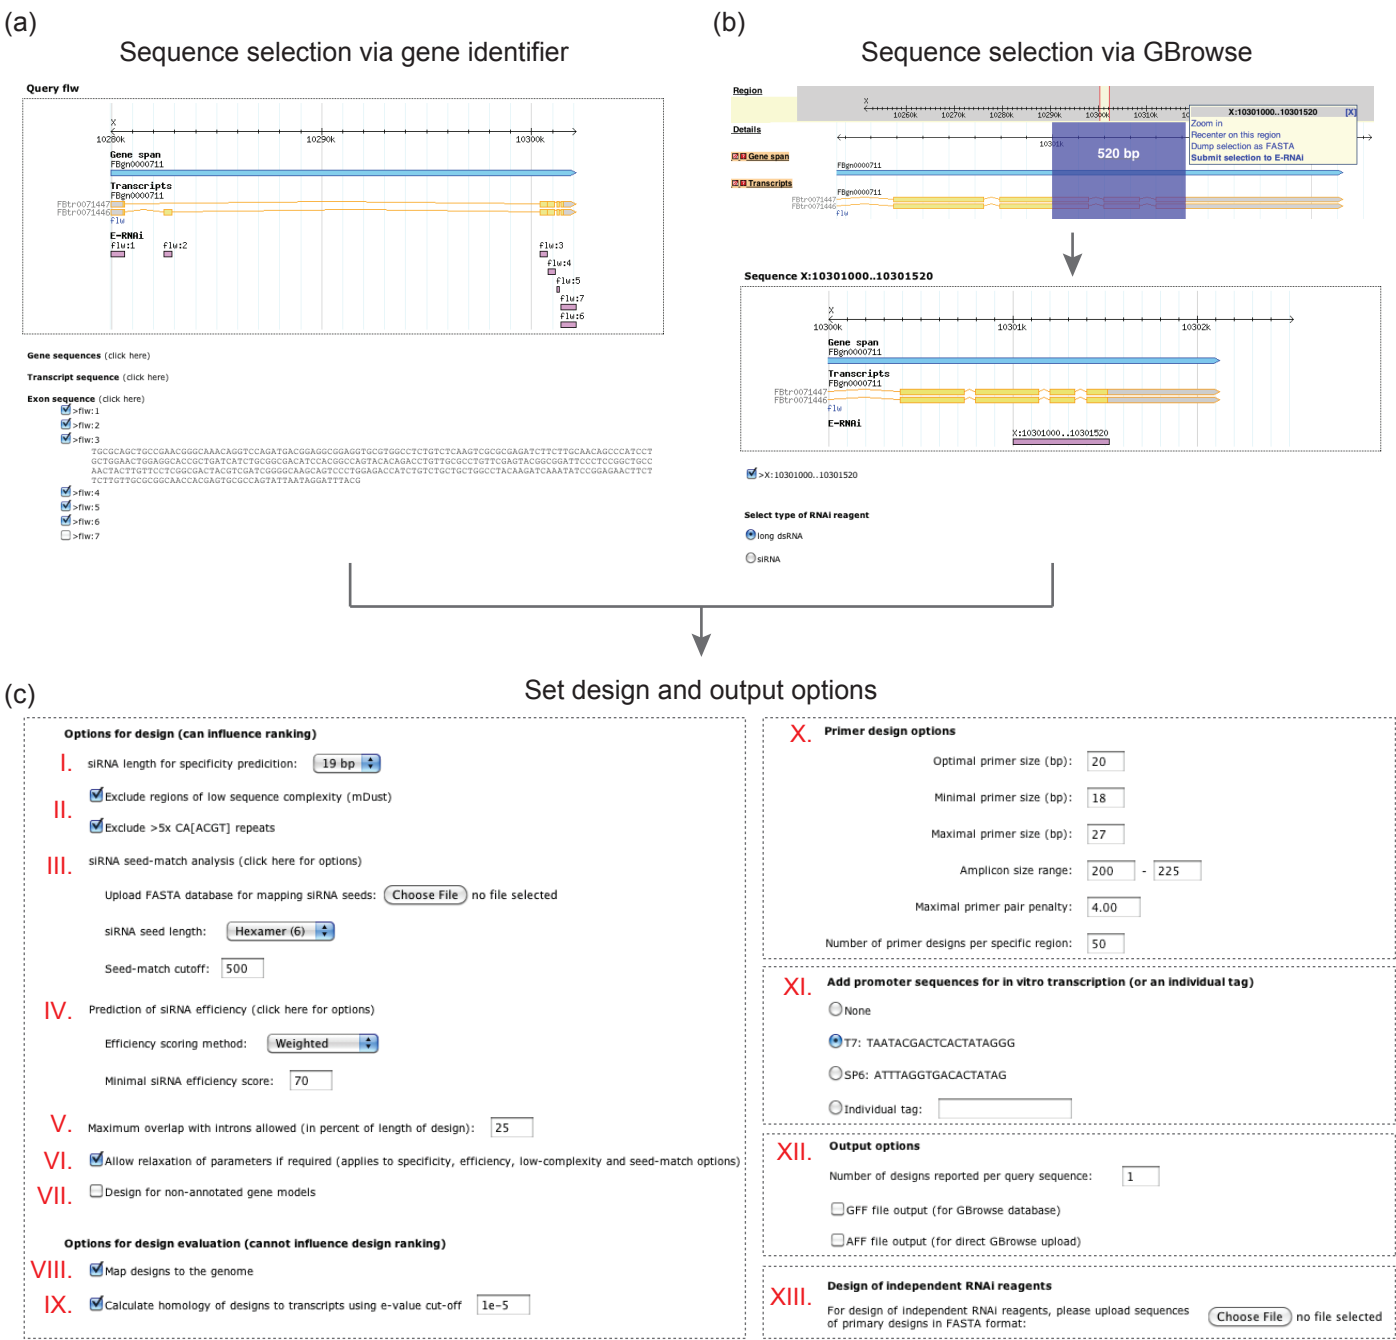 (a)
Sequence selection via gene identifier
Query flw
X
10280k 10290k 10300k
Gene span
FBgn0000711
Transcripts
FBgn0000711
FBtr0071447
FBtr0071446
flw
E-RNAi
flw:1 flw:2 flw:3
flw:4
flw:5
flw:7
flw:6
Gene sequences (click here)
Transcript sequence (click here)
Exon sequence (click here)
>flw:1
>flw:2
>flw:3
TGCGCAGCTGCCGAACGGGCAAACAGGTCCAGATGACGGAGGCGGAGGTGCGTGGCCTCTGTCTCAAGTCGCGCGAGATCTTCTTGCAACAGCCCATCCT
GCTGGAACTGGAGGCACCGCTGATCATCTGCGGCGACATCCACGGCCAGTACACAGACCTGTTGCGCCTGTTCGAGTACGGCGGATTCCCTCCGGCTGCC
AACTACTTGTTCCTCGGCGACTACGTCGATCGGGGCAAGCAGTCCCTGGAGACCATCTGTCTGCTGCTGGCCTACAAGATCAAATATCCGGAGAACTTCT
TCTTGTTGCGCGGCAACCACGAGTGCGCCAGTATTAATAGGATTTACG
>flw:4
>flw:5
>flw:6
>flw:7
(b)
Sequence selection via GBrowse
Region
X
10260k 10270k 10280k 10290k 10300k 10310k
X:10301000..10301520 [X]
Zoom in
Recenter on this region
Dump selection as FASTA
Submit selection to E-RNAi
Details
10301k
520 bp
Gene span
FBgn0000711
Transcripts
FBgn0000711
FBtr0071447
FBtr0071446
flw
Sequence X:10301000..10301520
X
10300k 10301k 10302k
Gene span
FBgn0000711
Transcripts
FBgn0000711
FBtr0071447
FBtr0071446
flw
E-RNAi
X:10301000..10301520
>X:10301000..10301520
Select type of RNAi reagent
long dsRNA
siRNA
(c)
Set design and output options
Options for design (can influence ranking)
I. siRNA length for specificity predicition: 19 bp
II. Exclude regions of low sequence complexity (mDust)
Exclude >5x CA[ACGT] repeats
III. siRNA seed-match analysis (click here for options)
Upload FASTA database for mapping siRNA seeds: Choose File no file selected
siRNA seed length: Hexamer (6)
Seed-match cutoff: 500
IV. Prediction of siRNA efficiency (click here for options)
Efficiency scoring method: Weighted
Minimal siRNA efficiency score: 70
V. Maximum overlap with introns allowed (in percent of length of design): 25
VI. Allow relaxation of parameters if required (applies to specificity, efficiency, low-complexity and seed-match options)
VII. Design for non-annotated gene models
Options for design evaluation (cannot influence design ranking)
VIII. Map designs to the genome
IX. Calculate homology of designs to transcripts using e-value cut-off 1e-5
X. Primer design options
Optimal primer size (bp): 20
Minimal primer size (bp): 18
Maximal primer size (bp): 27
Amplicon size range: 200 - 225
Maximal primer pair penalty: 4.00
Number of primer designs per specific region: 50
XI. Add promoter sequences for in vitro transcription (or an individual tag)
None
T7: TAATACGACTCACTATAGGG
SP6: ATTTAGGTGACACTATAG
Individual tag:
XII. Output options
Number of designs reported per query sequence: 1
GFF file output (for GBrowse database)
AFF file output (for direct GBrowse upload)
XIII. Design of independent RNAi reagents
For design of independent RNAi reagents, please upload sequences
of primary designs in FASTA format: Choose File no file selected